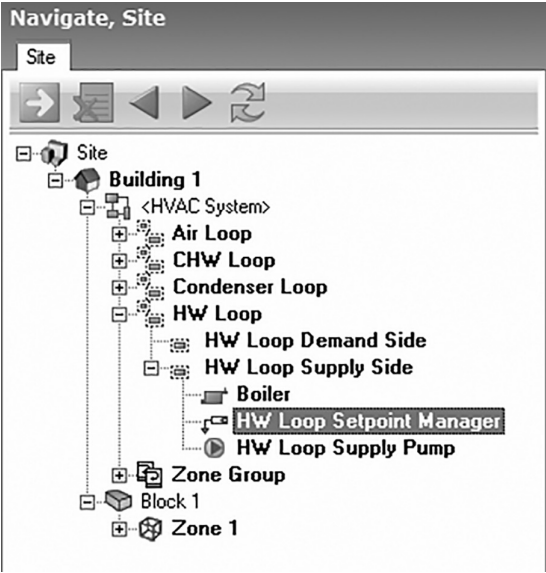 Navigate, Site
Site
Site
Building 1
<HVAC System>
Air Loop
CHW Loop
Condenser Loop
HW Loop
HW Loop Demand Side
HW Loop Supply Side
Boiler
HW Loop Setpoint Manager
HW Loop Supply Pump
Zone Group
Block 1
Zone 1